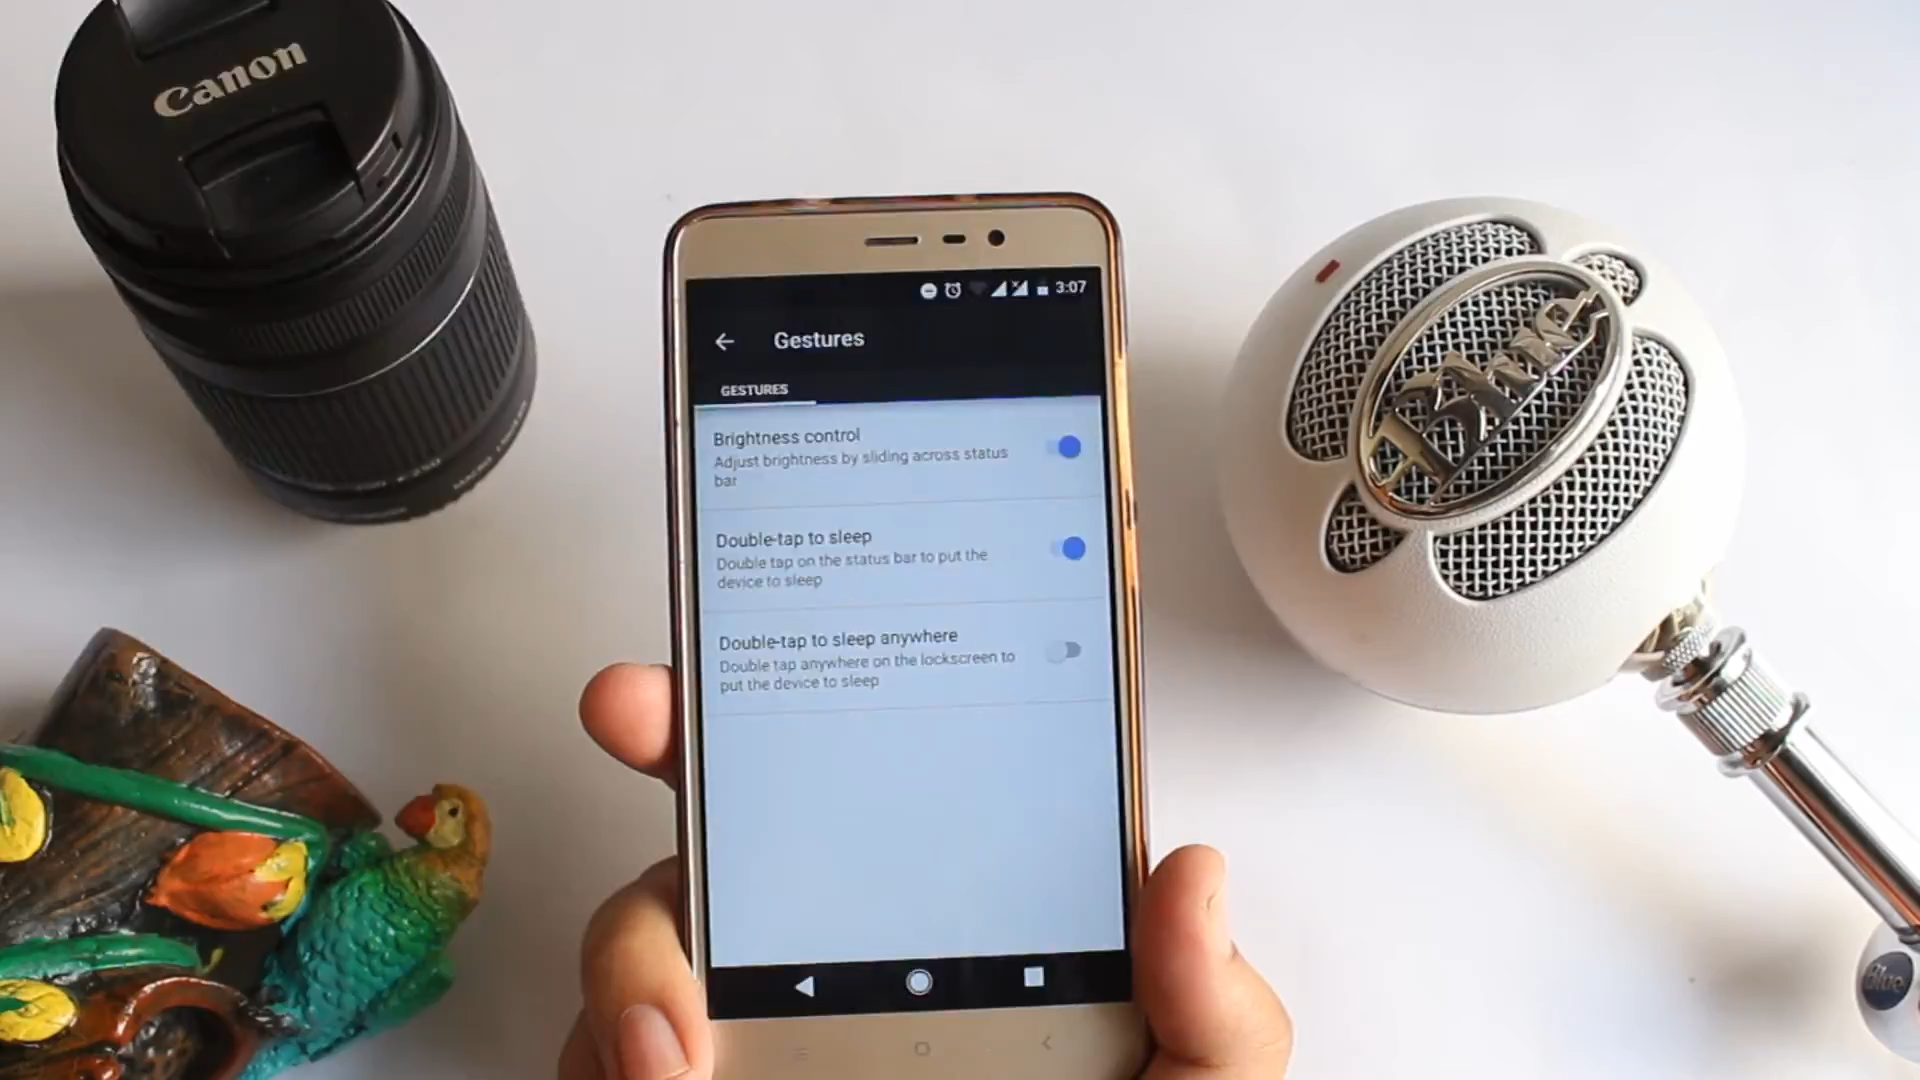 Canon
3:07
Gestures
GESTURES
Brightness control
Adjust brightness by sliding across status
bar
Double-tap to sleep
Double tap on the status bar to put the
device to sleep
Double-tap to sleep anywhere
Double tap anywhere on the lockscreen to
put the device to sleep
Blue
Blue